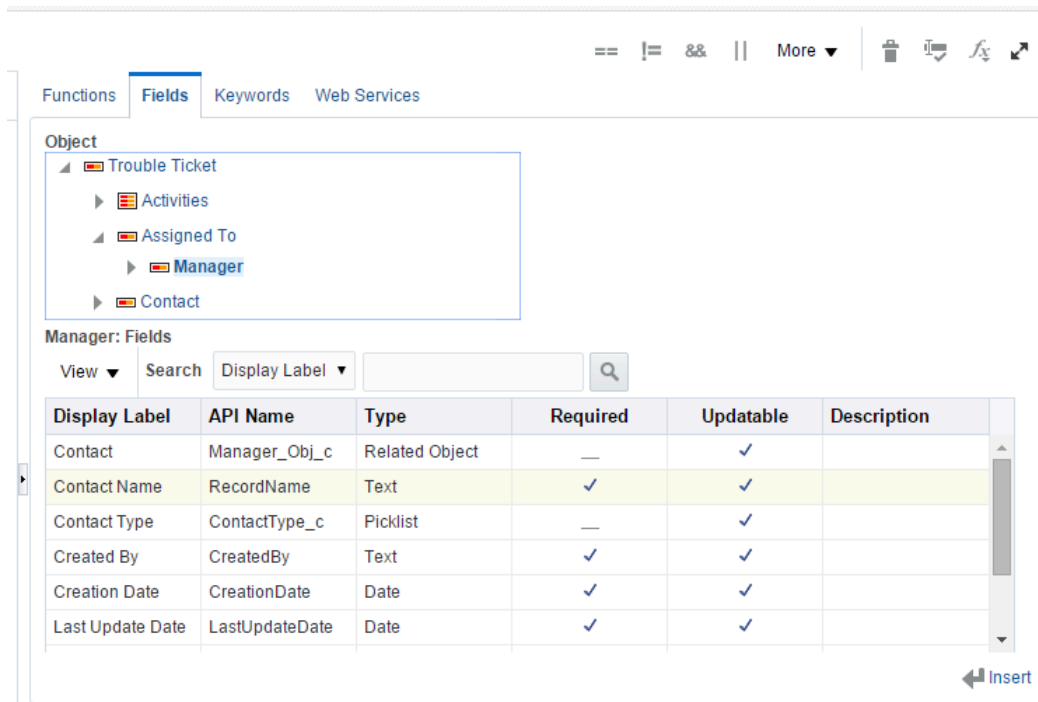 == != && || More
Functions Fields Keywords Web Services
Object
Trouble Ticket
Activities
Assigned To
Manager
Contact
Manager: Fields
View Search Display Label
Display Label API Name Type Required Updatable Description
Contact Manager_Obj_c Related Object
Contact Name RecordName Text
Contact Type ContactType_c Picklist
Created By CreatedBy Text
Creation Date CreationDate Date
Last Update Date LastUpdateDate Date
Insert